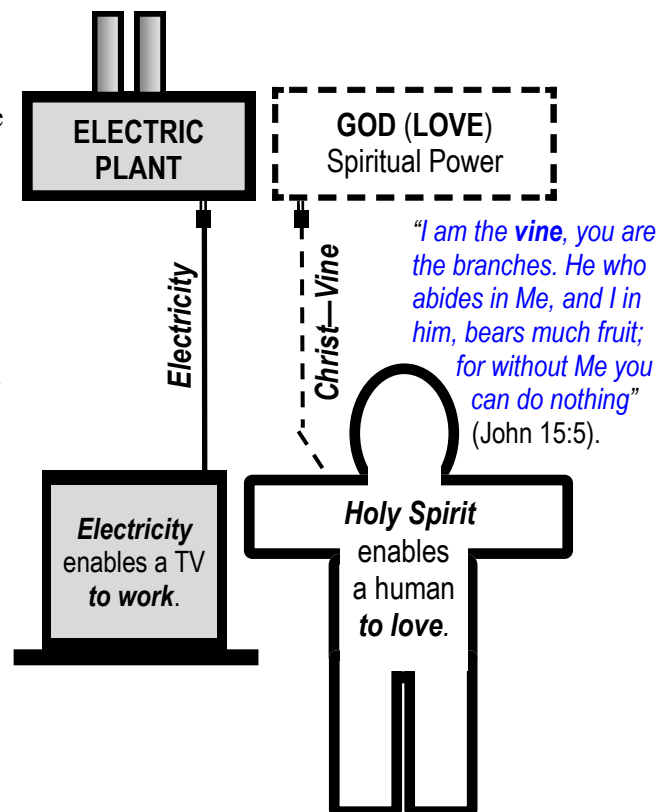 ELECTRIC
PLANT
GOD (LOVE)
Spiritual Power
Electricity
Christ—Vine
“I am the vine, you are
the branches. He who
abides in Me, and I in
him, bears much fruit;
for without Me you
can do nothing”
(John 15:5).
Electricity
enables a TV
to work.
Holy Spirit
enables
a human
to love.